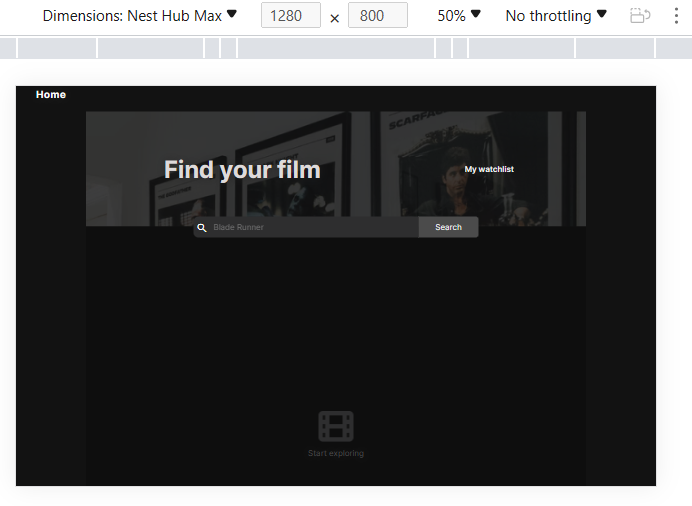 Dimensions: Nest Hub Max 1280 × 800 50% No throttling
Home
SCARFACE
Find your film
My watchlist
Blade Runner
Search
Start exploring